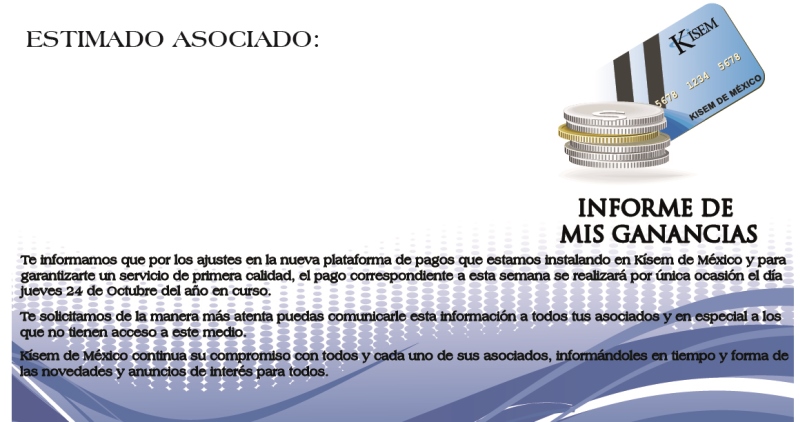 ESTIMADO ASOCIADO:
KÍSEM
5678 1234 5678
KISEM DE MÉXICO
INFORME DE
MIS GANANCIAS
Te informamos que por los ajustes en la nueva plataforma de pagos que estamos instalando en Kísem de México y para
garantizarte un servicio de primera calidad, el pago correspondiente a esta semana se realizará por única ocasión el día
jueves 24 de Octubre del año en curso.
Te solicitamos de la manera más atenta puedas comunicarle esta información a todos tus asociados y en especial a los
que no tienen acceso a este medio.
Kísem de México continua su compromiso con todos y cada uno de sus asociados, informándoles en tiempo y forma de
las novedades y anuncios de interés para todos.